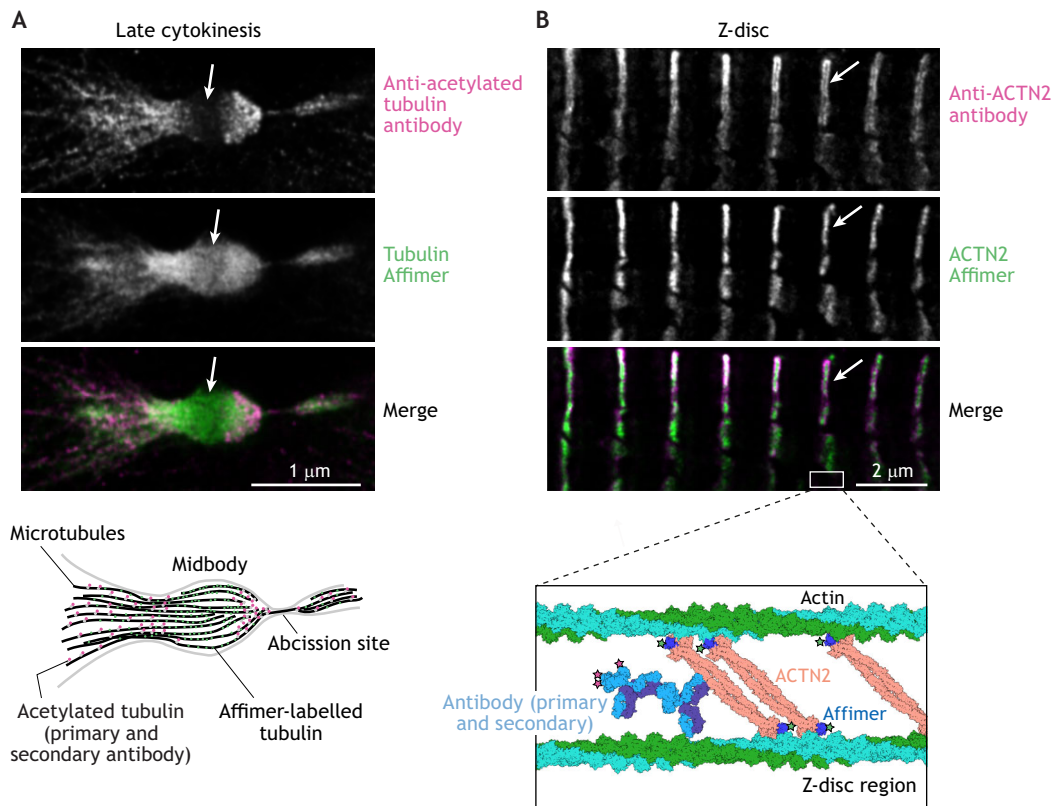 A
Late cytokinesis
Anti-acetylated
tubulin
antibody
Tubulin
Affimer
Merge
1 μm
Microtubules
Midbody
Abcission site
Acetylated tubulin
(primary and
secondary antibody)
Affimer-labelled
tubulin
B
Z-disc
Anti-ACTN2
antibody
ACTN2
Affimer
Merge
2 μm
Actin
ACTN2
Antibody (primary
and secondary)
Affimer
Z-disc region